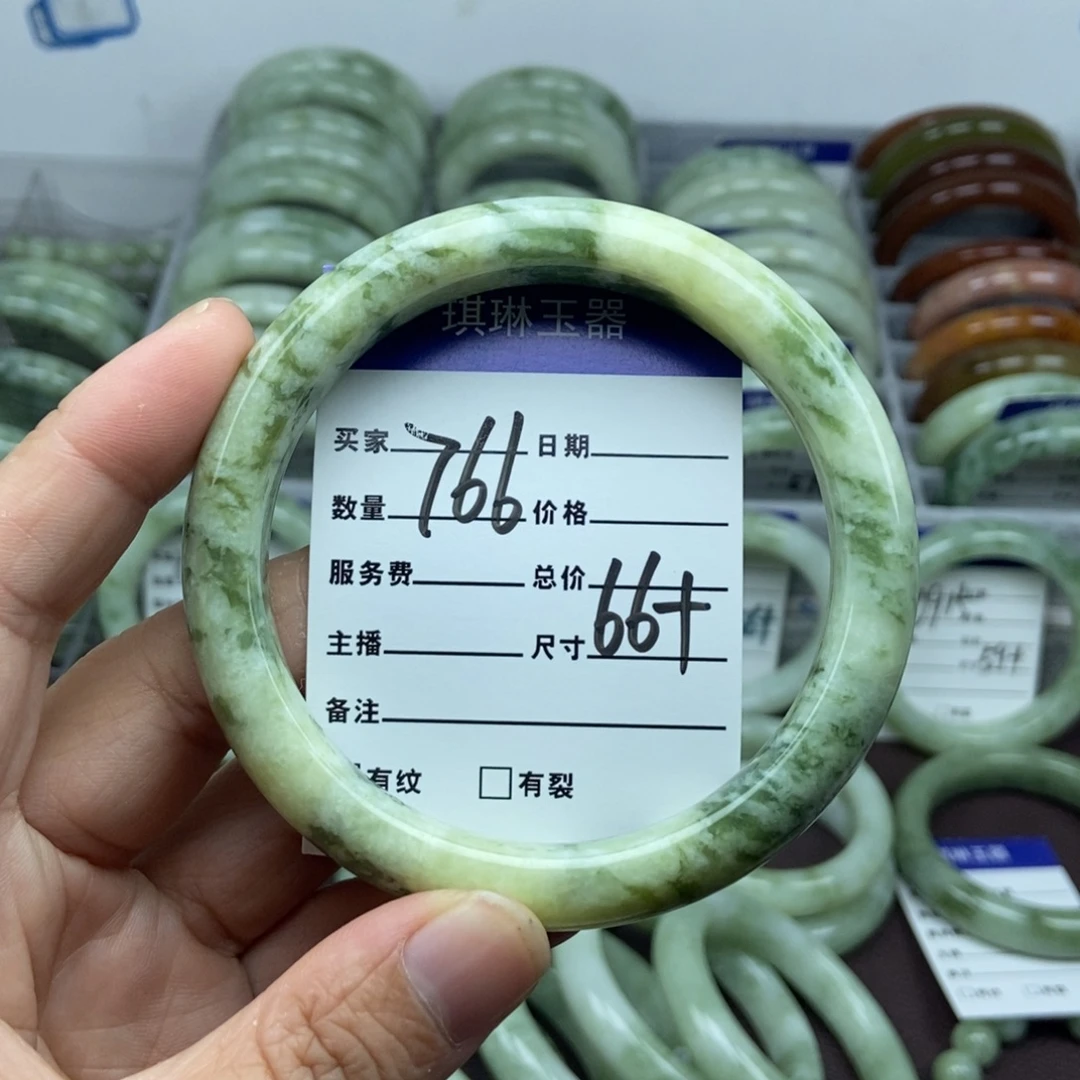 琪琳玉器
买家 766 日期
数量 价格
服务费 总价
主播 尺寸 66+
备注
有纹 有裂
59+